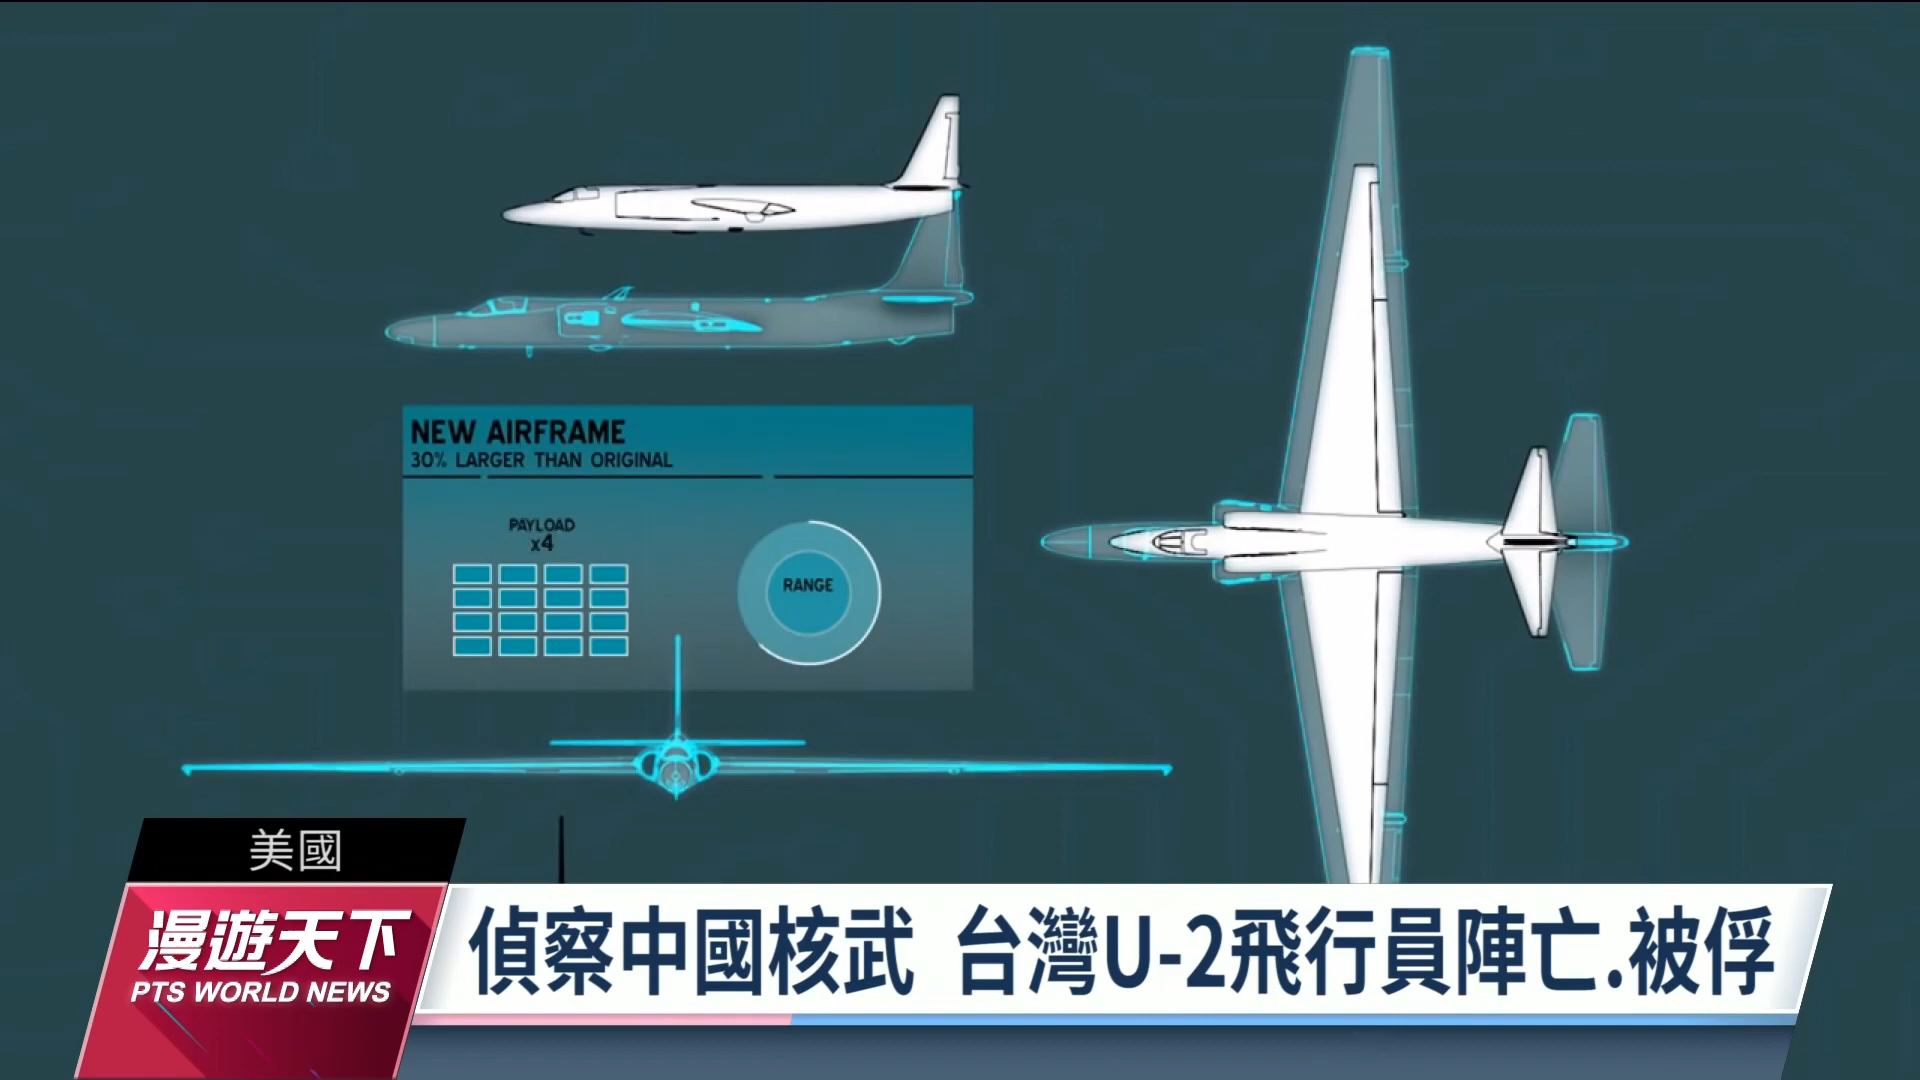 NEW AIRFRAME
30% LARGER THAN ORIGINAL
PAYLOAD
x4
RANGE
美國
漫遊天下
PTS WORLD NEWS
偵察中國核武 台灣U-2飛行員陣亡.被俘